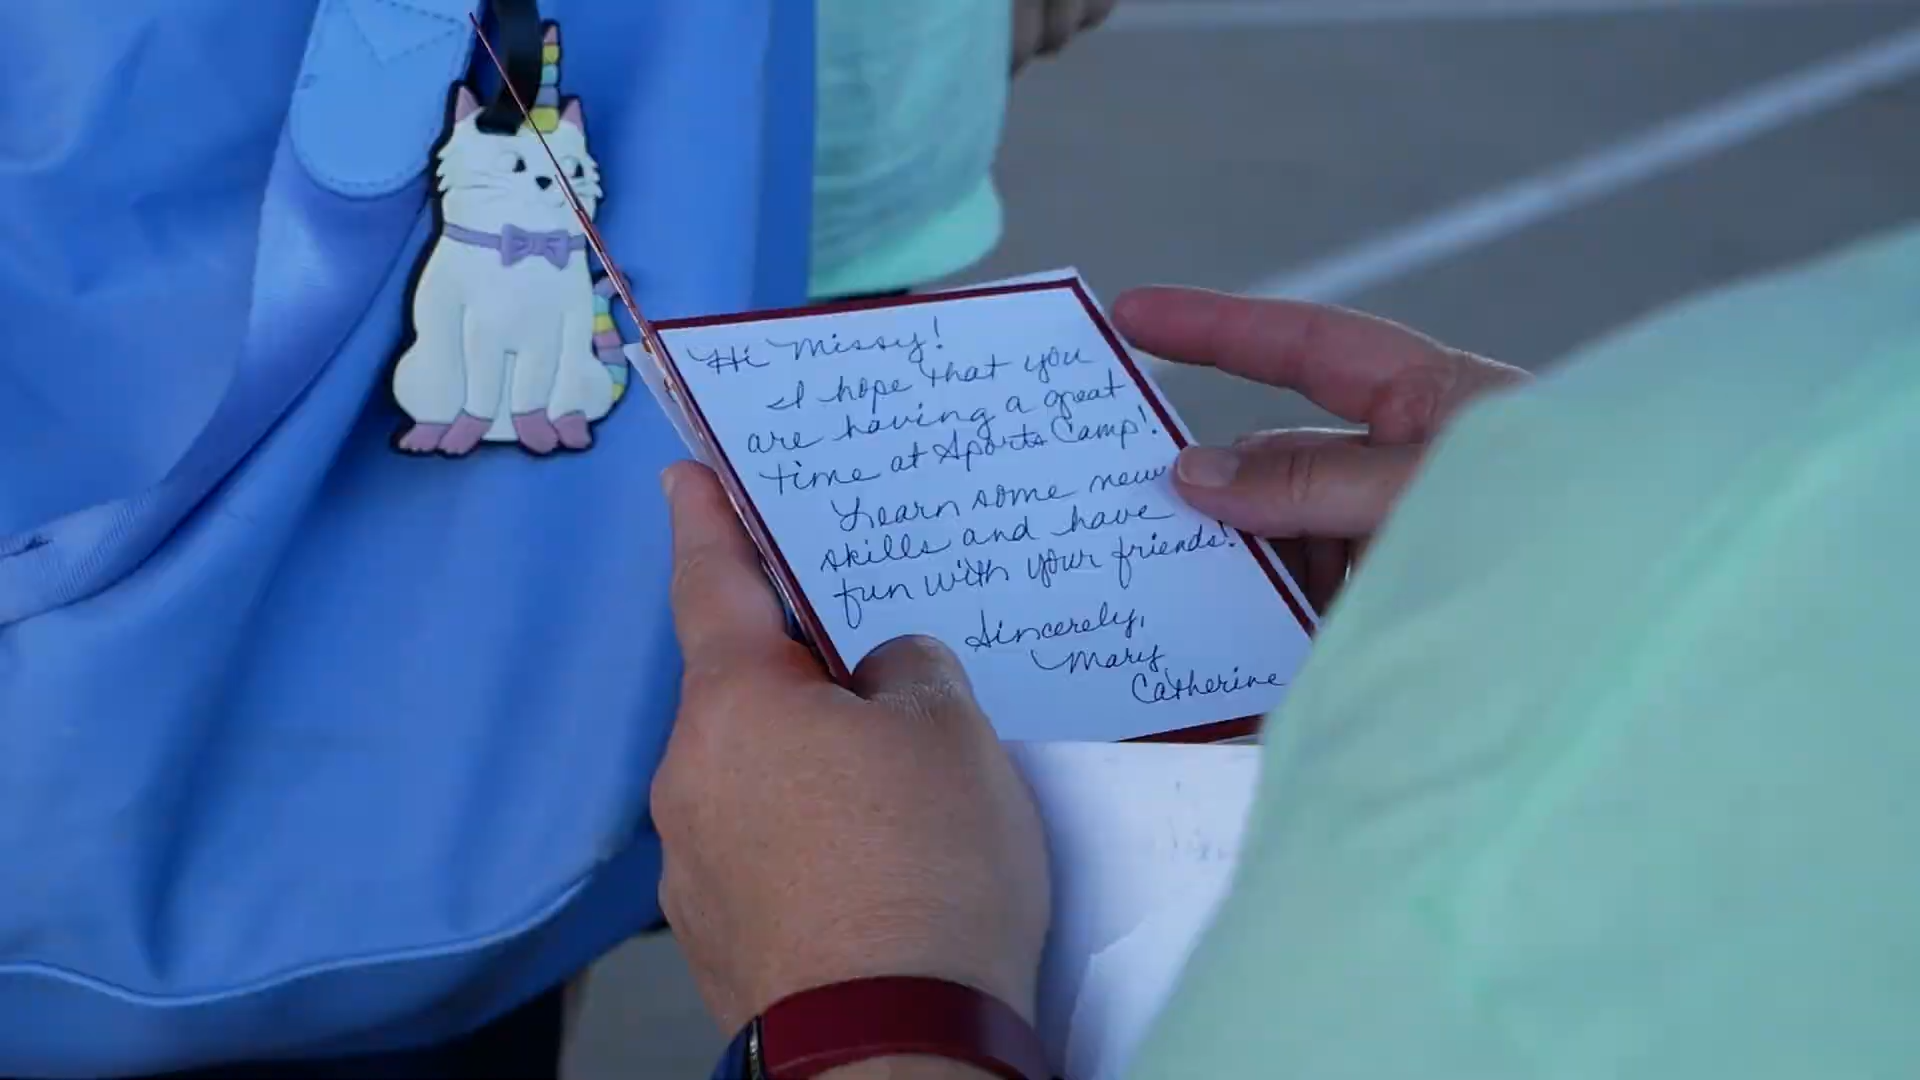 Hi Missy!
I hope that you
are having a great
time at Sports Camp!
Learn some new
skills and have
fun with your friends!
Sincerely,
Mary
Catherine